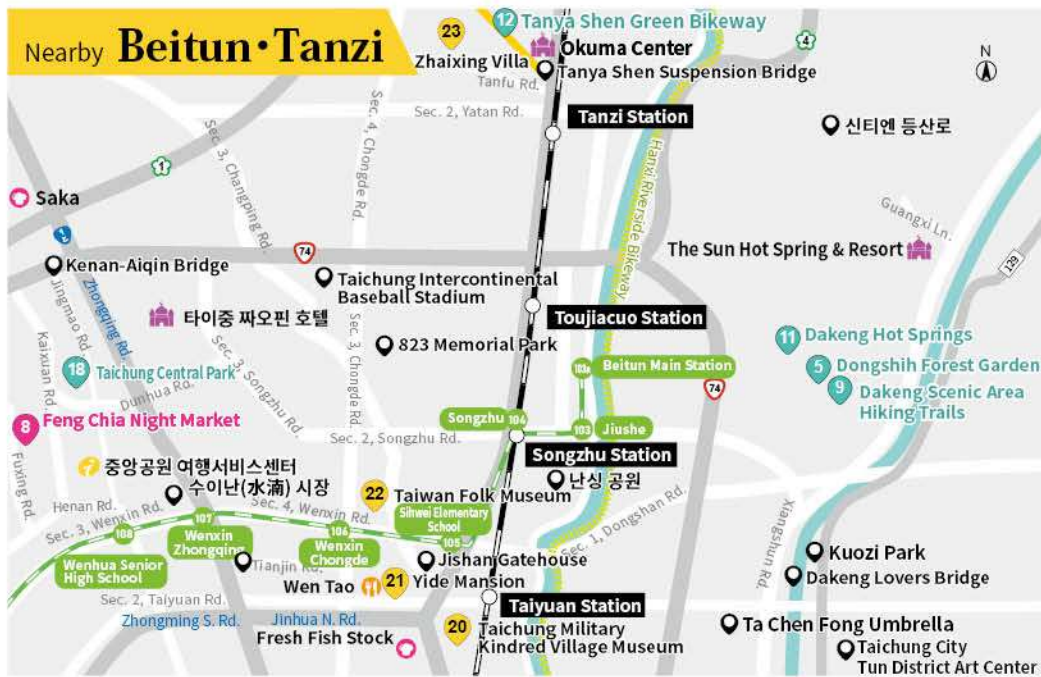 Nearby Beitun·Tanzi
23
12
Tanya Shen Green Bikeway
Zhaixing Villa
Okuma Center
Tanya Shen Suspension Bridge
Tanfu Rd.
4
N
Sec. 2, Yatan Rd.
Tanzi Station
신티엔 등산로
Sec. 3, Changping Rd.
Sec. 4, Chongde Rd.
Hanxi Riverside Bikeway
1
Saka
Guangxi Ln.
74
The Sun Hot Spring & Resort
129
Kenan-Aiqin Bridge
Taichung Intercontinental
Baseball Stadium
Jingmao Rd.
Zhongqing Rd.
타이중 짜오핀 호텔
Toujiacuo Station
11
Dakeng Hot Springs
823 Memorial Park
Kaixuan Rd.
18
Taichung Central Park
Sec. 3, Songzhu Rd.
Sec. 3, Chongde Rd.
103a
Beitun Main Station
5
Dongshih Forest Garden
9
Dakeng Scenic Area
Hiking Trails
74
Dunhua Rd.
8
Feng Chia Night Market
Songzhu
104
103
Jiushe
Sec. 2, Songzhu Rd.
Songzhu Station
Fuxing Rd.
중앙공원 여행서비스센터
수이난(水湳) 시장
난싱 공원
22
Taiwan Folk Museum
Henan Rd.
Sec. 3, Wenxin Rd.
Sec. 4, Wenxin Rd.
Sihwei Elementary
School
Sec. 1, Dongshan Rd.
Xiangshun Rd.
108
107
106
105
Wenhua Senior
High School
Wenxin
Zhongqing
Wenxin
Chongde
Jishan Gatehouse
Kuozi Park
Tianjin Rd.
Wen Tao
21
Yide Mansion
Dakeng Lovers Bridge
Sec. 2, Taiyuan Rd.
Taiyuan Station
Zhongming S. Rd.
Jinhua N. Rd.
20
Taichung Military
Kindred Village Museum
Ta Chen Fong Umbrella
Fresh Fish Stock
Taichung City
Tun District Art Center